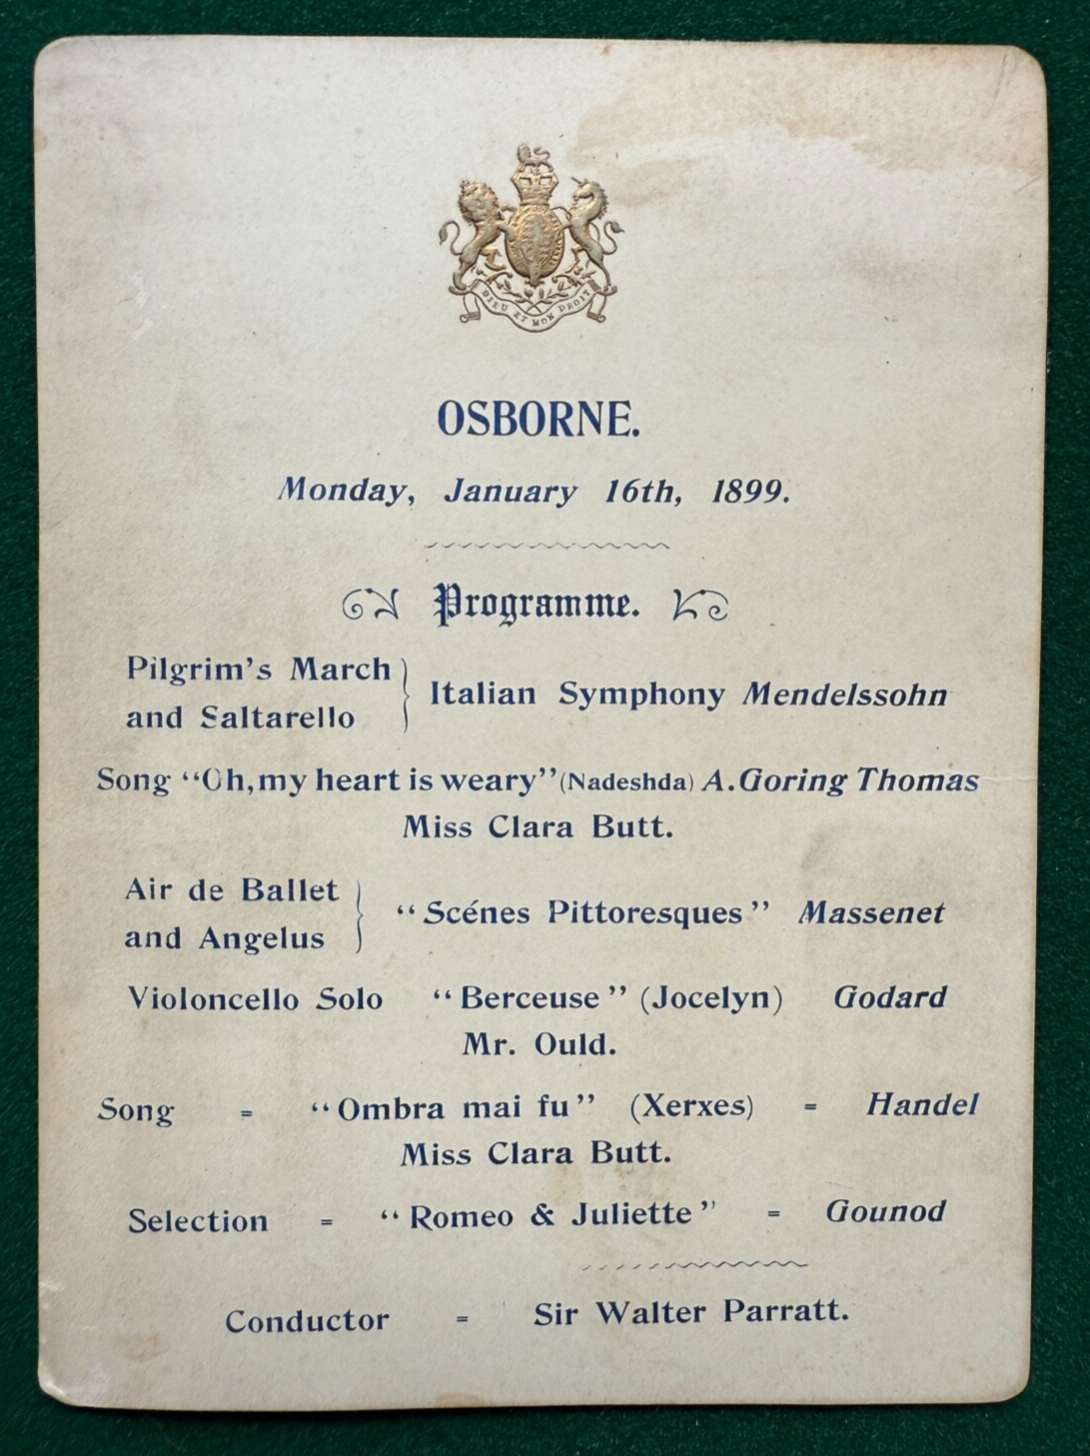 DIEU ET MON DROIT
OSBORNE.
Monday, January 16th, 1899.
Programme.
Pilgrim's March
and Saltarello } Italian Symphony Mendelssohn
Song “Oh, my heart is weary” (Nadeshda) A. Goring Thomas
Miss Clara Butt.
Air de Ballet
and Angelus } “Scénes Pittoresques” Massenet
Violoncello Solo “Berceuse” (Jocelyn) Godard
Mr. Ould.
Song = “Ombra mai fu” (Xerxes) = Handel
Miss Clara Butt.
Selection = “Romeo & Juliette” = Gounod
Conductor = Sir Walter Parratt.